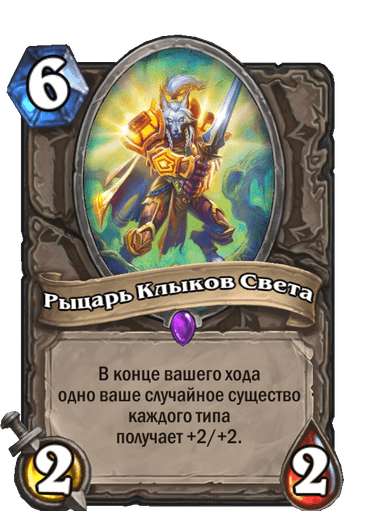 6
Рыцарь Клыков Света
В конце вашего хода
одно ваше случайное существо
каждого типа
получает +2/+2.
2
2